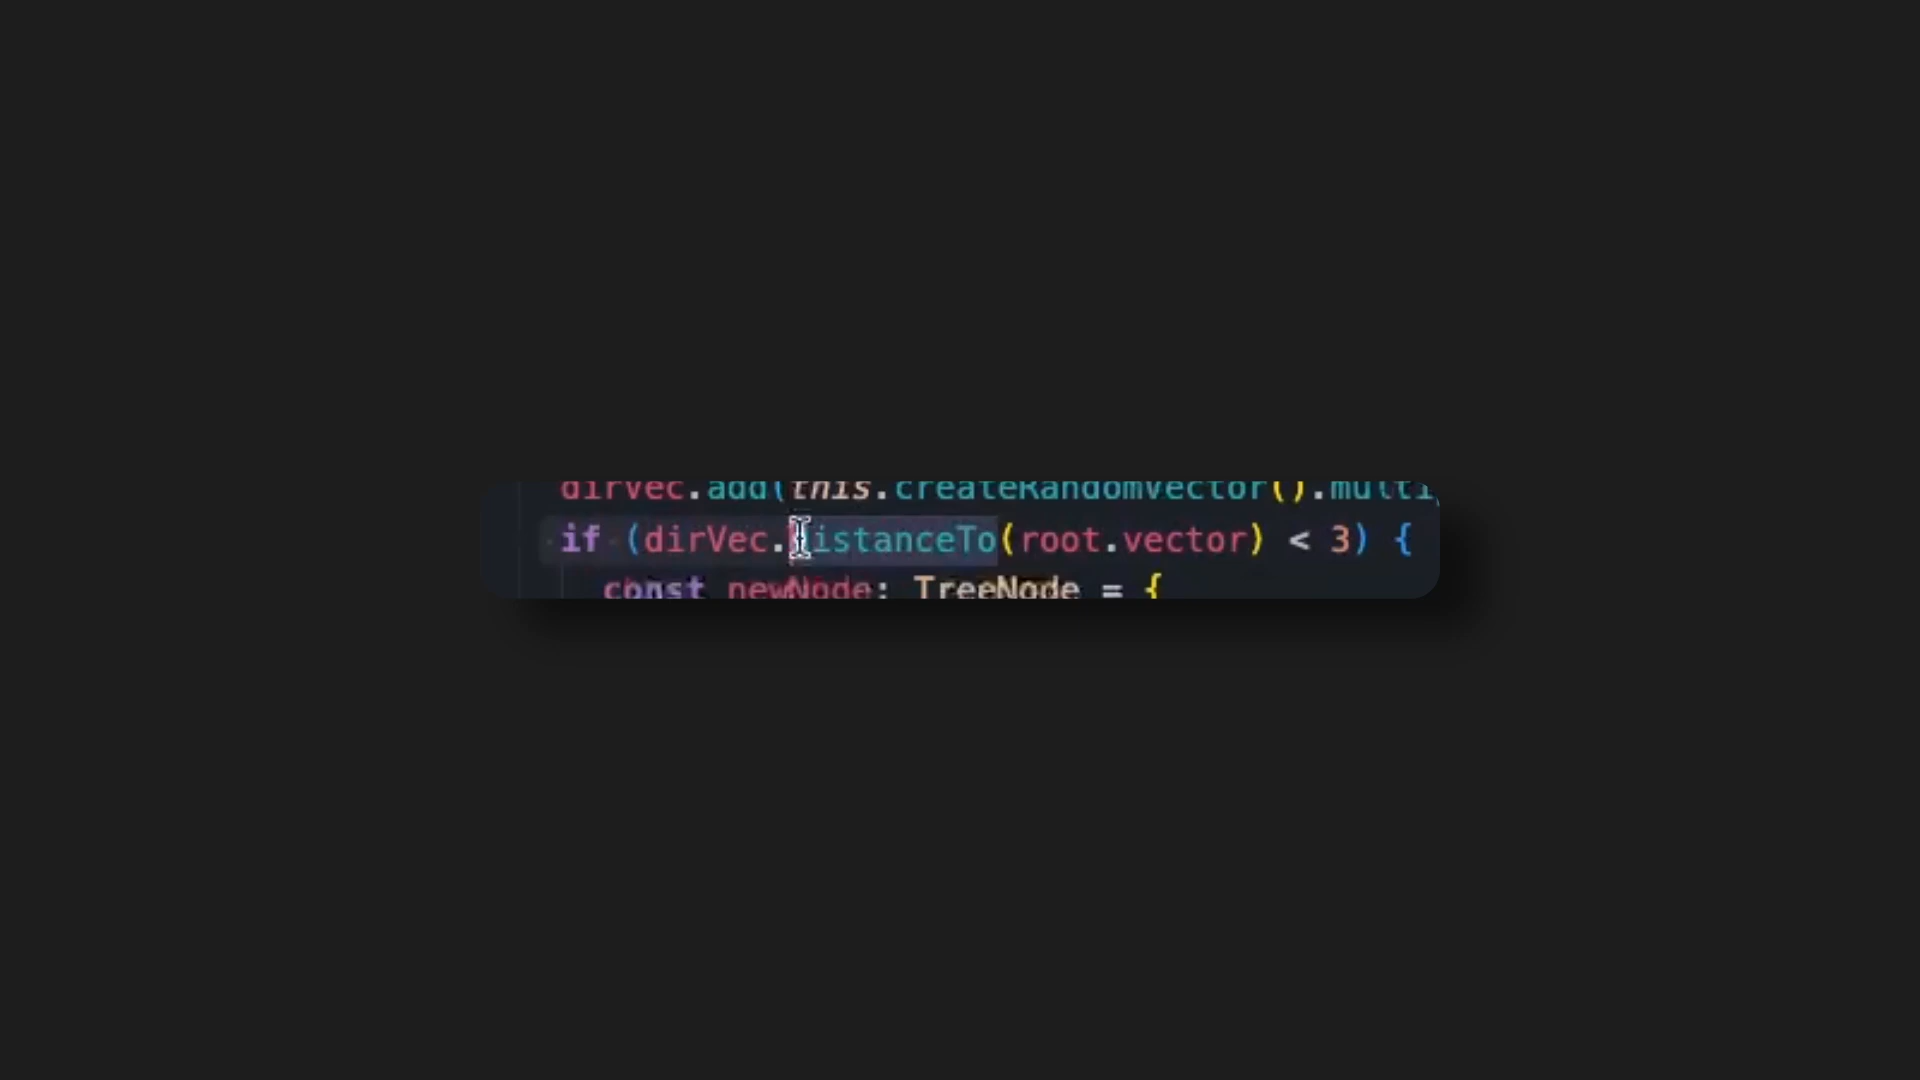 dirVec.add(this.createRandomVector().multi
if (dirVec.distanceTo(root.vector) < 3) {
const newNode: TreeNode = {